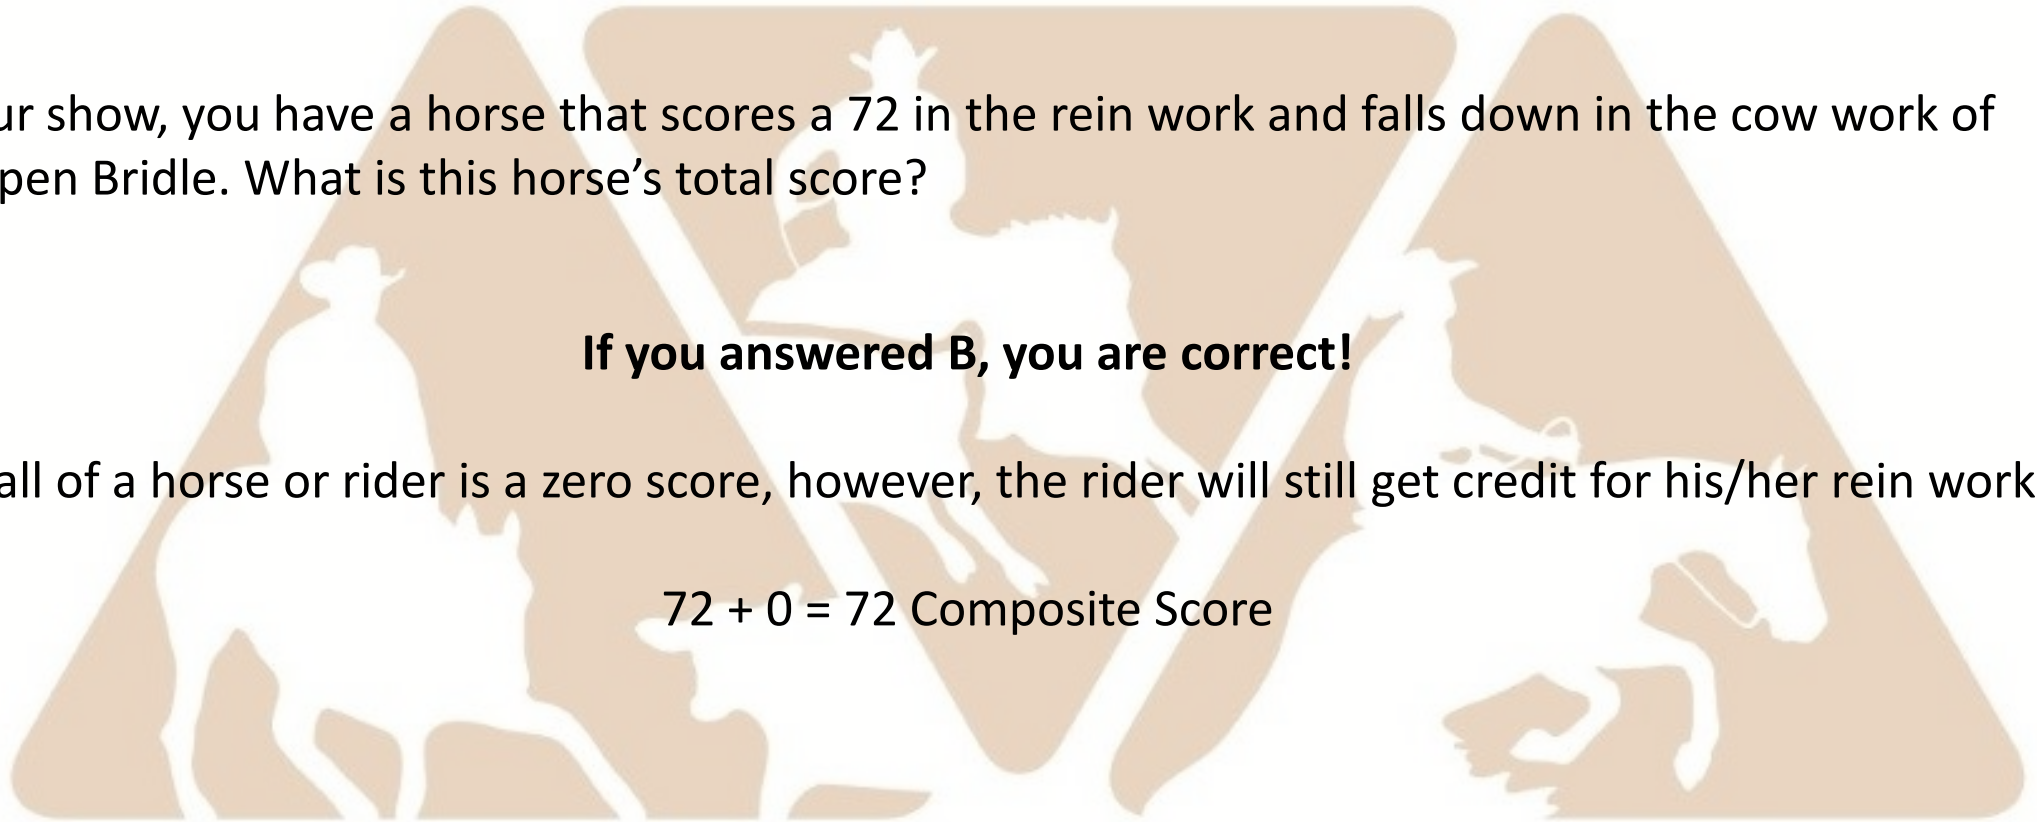 ur show, you have a horse that scores a 72 in the rein work and falls down in the cow work of
pen Bridle. What is this horse’s total score?
If you answered B, you are correct!
all of a horse or rider is a zero score, however, the rider will still get credit for his/her rein work
72 + 0 = 72 Composite Score